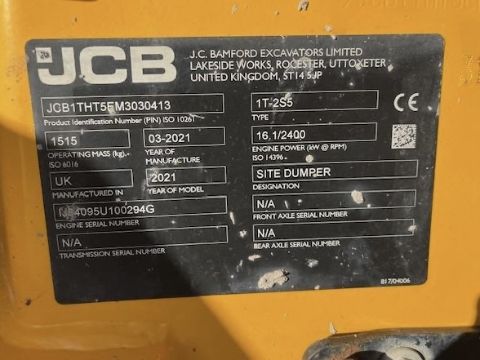 JCB
J.C. BAMFORD EXCAVATORS LIMITED
LAKESIDE WORKS, ROCESTER, UTTOXETER
UNITED KINGDOM, ST14 5JP
JCB1THT5EM3030413
Product Identification Number (PIN) ISO 10261
1T-2S5
TYPE
CE
1515
OPERATING MASS (kg)
ISO 6016
03-2021
YEAR OF
MANUFACTURE
16.1/2400
ENGINE POWER (kW @ RPM)
ISO 14396
UK
MANUFACTURED IN
2021
YEAR OF MODEL
SITE DUMPER
DESIGNATION
4095U100294G
ENGINE SERIAL NUMBER
N/A
FRONT AXLE SERIAL NUMBER
N/A
TRANSMISSION SERIAL NUMBER
N/A
REAR AXLE SERIAL NUMBER
817/04006